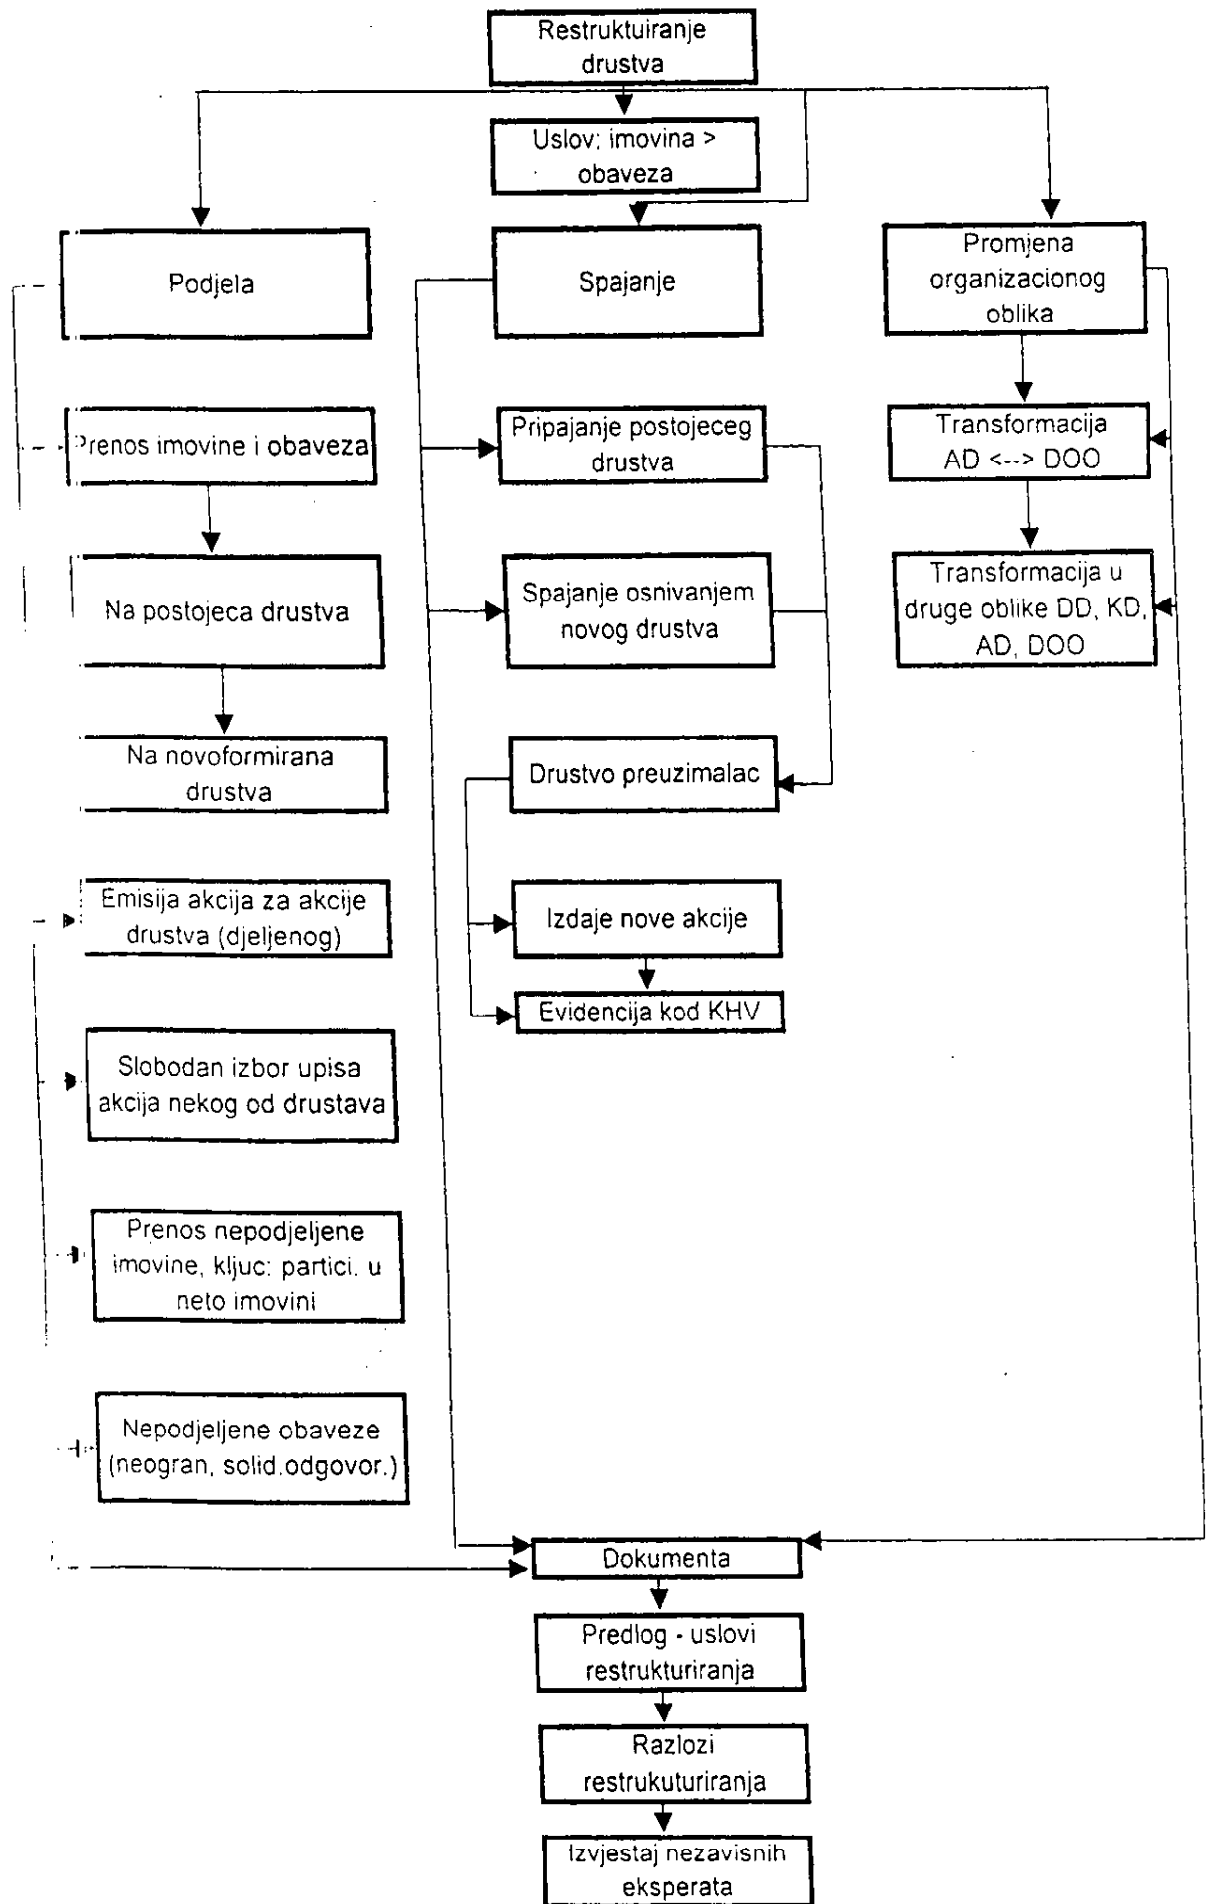 Restruktuiranje
drustva
Uslov: imovina >
obaveza
Podjela
Spajanje
Promjena
organizacionog
oblika
Prenos imovine i obaveza
Pripajanje postojeceg
drustva
Transformacija
AD <--> DOO
Na postojeca drustva
Spajanje osnivanjem
novog drustva
Transformacija u
druge oblike DD, KD,
AD, DOO
Na novoformirana
drustva
Drustvo preuzimalac
Emisija akcija za akcije
drustva (djeljenog)
Izdaje nove akcije
Evidencija kod KHV
Slobodan izbor upisa
akcija nekog od drustava
Prenos nepodjeljene
imovine, kljuc: partici. u
neto imovini
Nepodjeljene obaveze
(neogran, solid.odgovor.)
Dokumenta
Predlog - uslovi
restrukturiranja
Razlozi
restrukuturiranja
Izvjestaj nezavisnih
eksperata